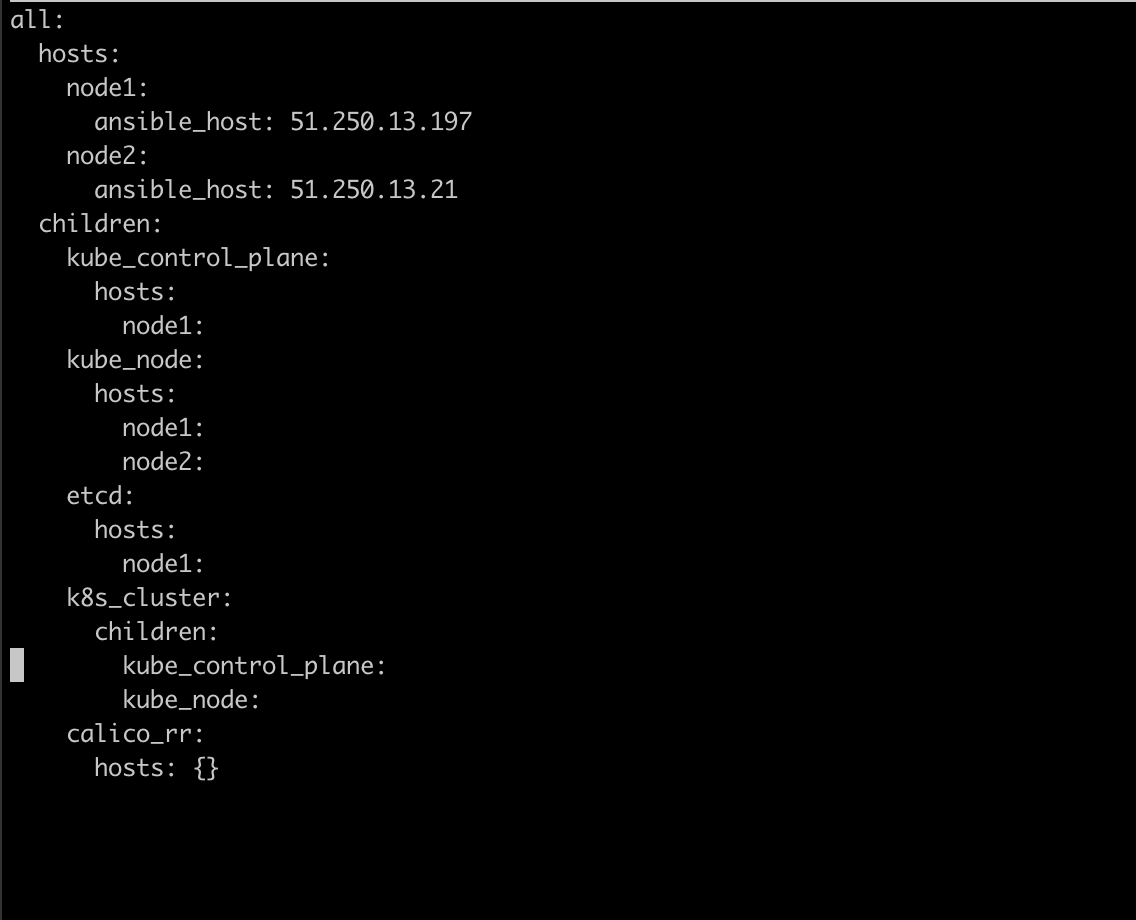 all:
  hosts:
    node1:
      ansible_host: 51.250.13.197
    node2:
      ansible_host: 51.250.13.21
  children:
    kube_control_plane:
      hosts:
        node1:
    kube_node:
      hosts:
        node1:
        node2:
    etcd:
      hosts:
        node1:
    k8s_cluster:
      children:
        kube_control_plane:
        kube_node:
    calico_rr:
      hosts: {}